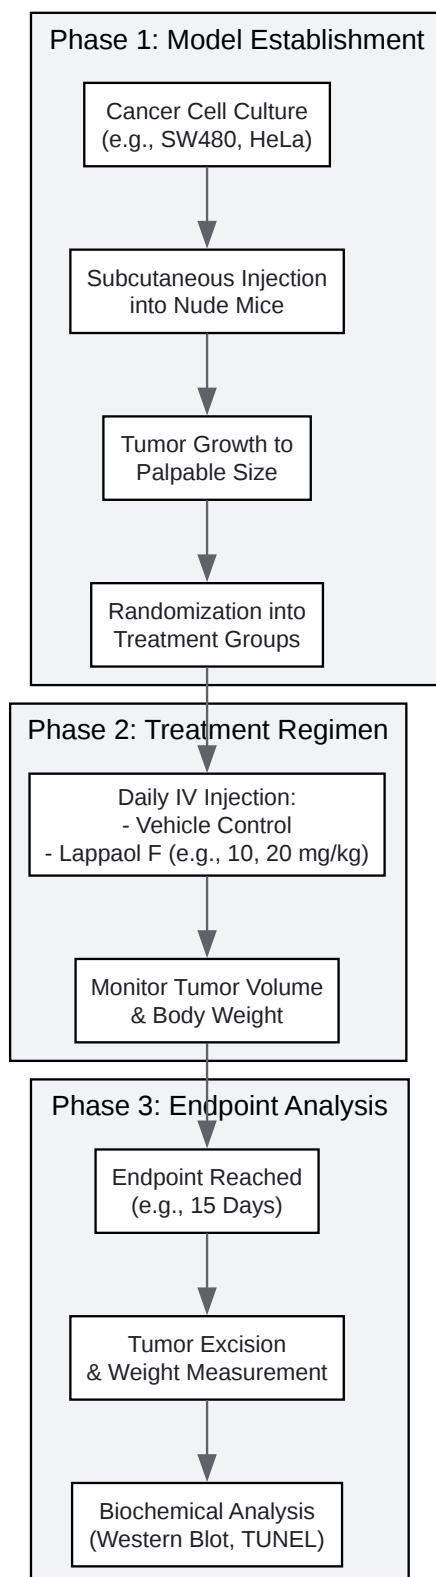 Phase 1: Model Establishment
Cancer Cell Culture
(e.g., SW480, HeLa)
Subcutaneous Injection
into Nude Mice
Tumor Growth to
Palpable Size
Randomization into
Treatment Groups
Phase 2: Treatment Regimen
Daily IV Injection:
- Vehicle Control
- Lappaol F (e.g., 10, 20 mg/kg)
Monitor Tumor Volume
& Body Weight
Phase 3: Endpoint Analysis
Endpoint Reached
(e.g., 15 Days)
Tumor Excision
& Weight Measurement
Biochemical Analysis
(Western Blot, TUNEL)